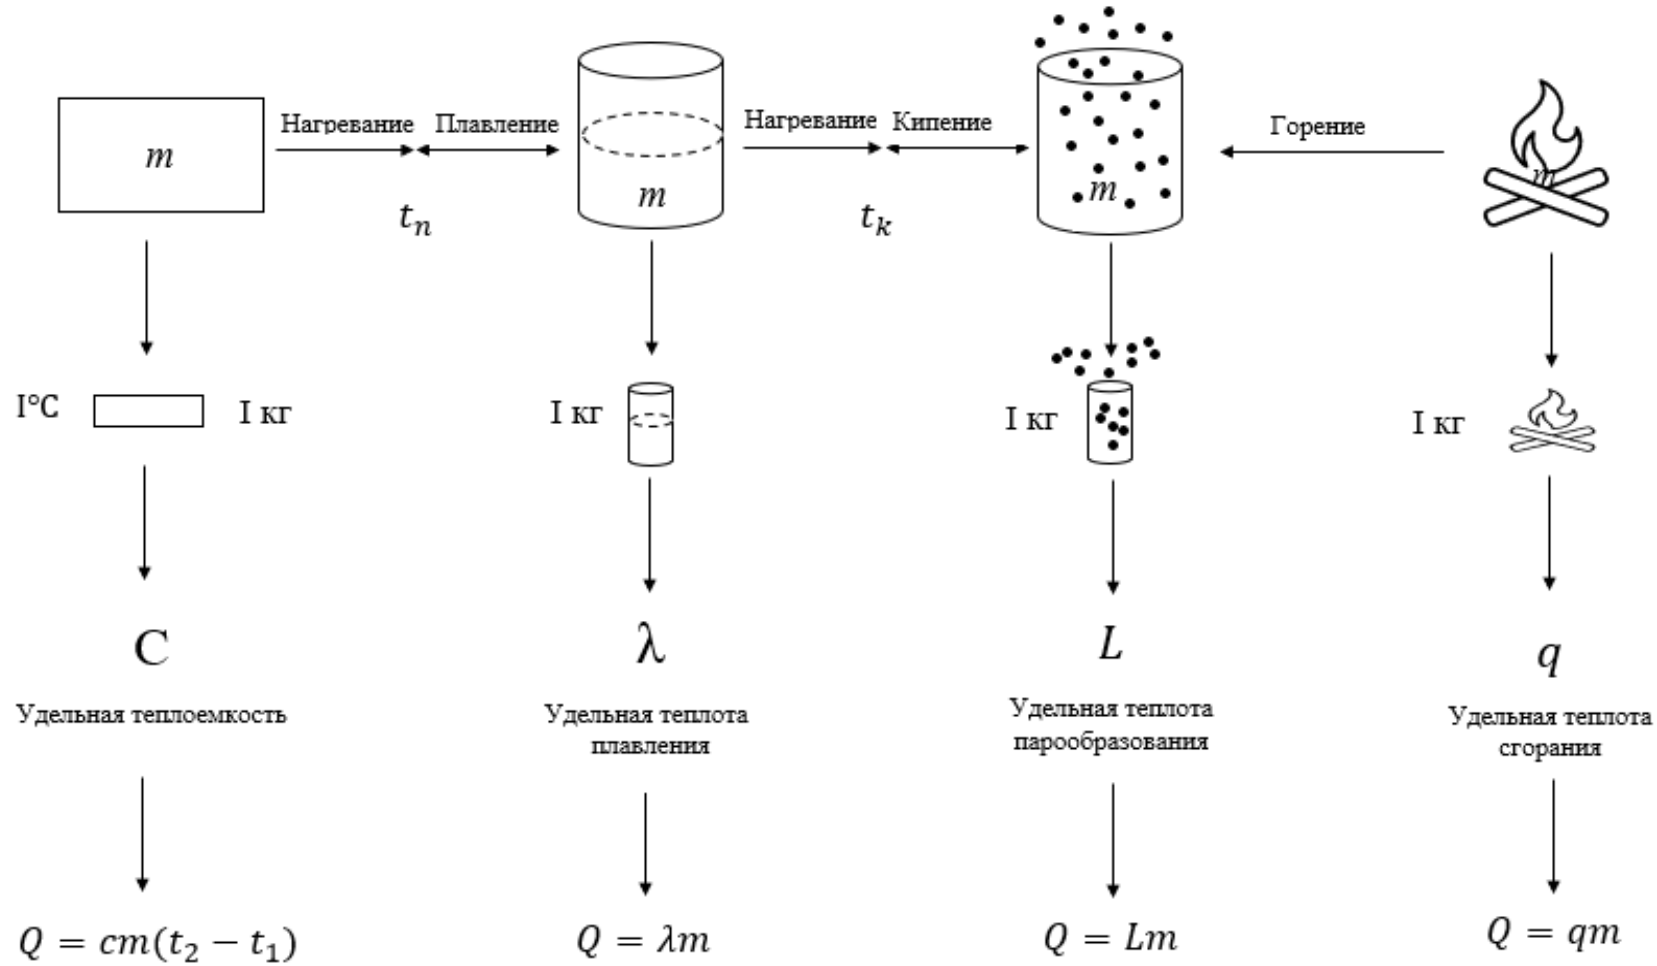 m
Нагревание
Плавление
m
Нагревание
Кипение
m
Горение
m
t_n
t_k
I°C
I кг
I кг
I кг
I кг
C
λ
L
q
Удельная теплоемкость
Удельная теплота
плавления
Удельная теплота
парообразования
Удельная теплота
сгорания
Q = cm(t₂ − t₁)
Q = λm
Q = Lm
Q = qm